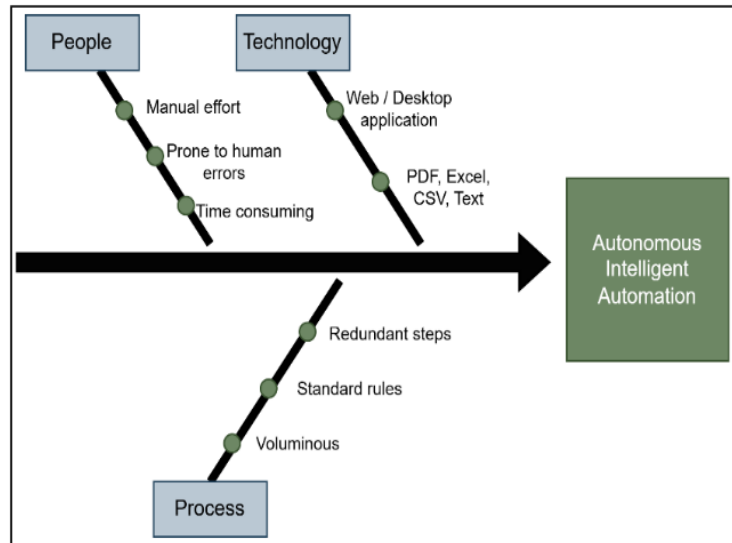 People
Technology
Manual effort
Prone to human
errors
Time consuming
Web / Desktop
application
PDF, Excel,
CSV, Text
Autonomous
Intelligent
Automation
Redundant steps
Standard rules
Voluminous
Process